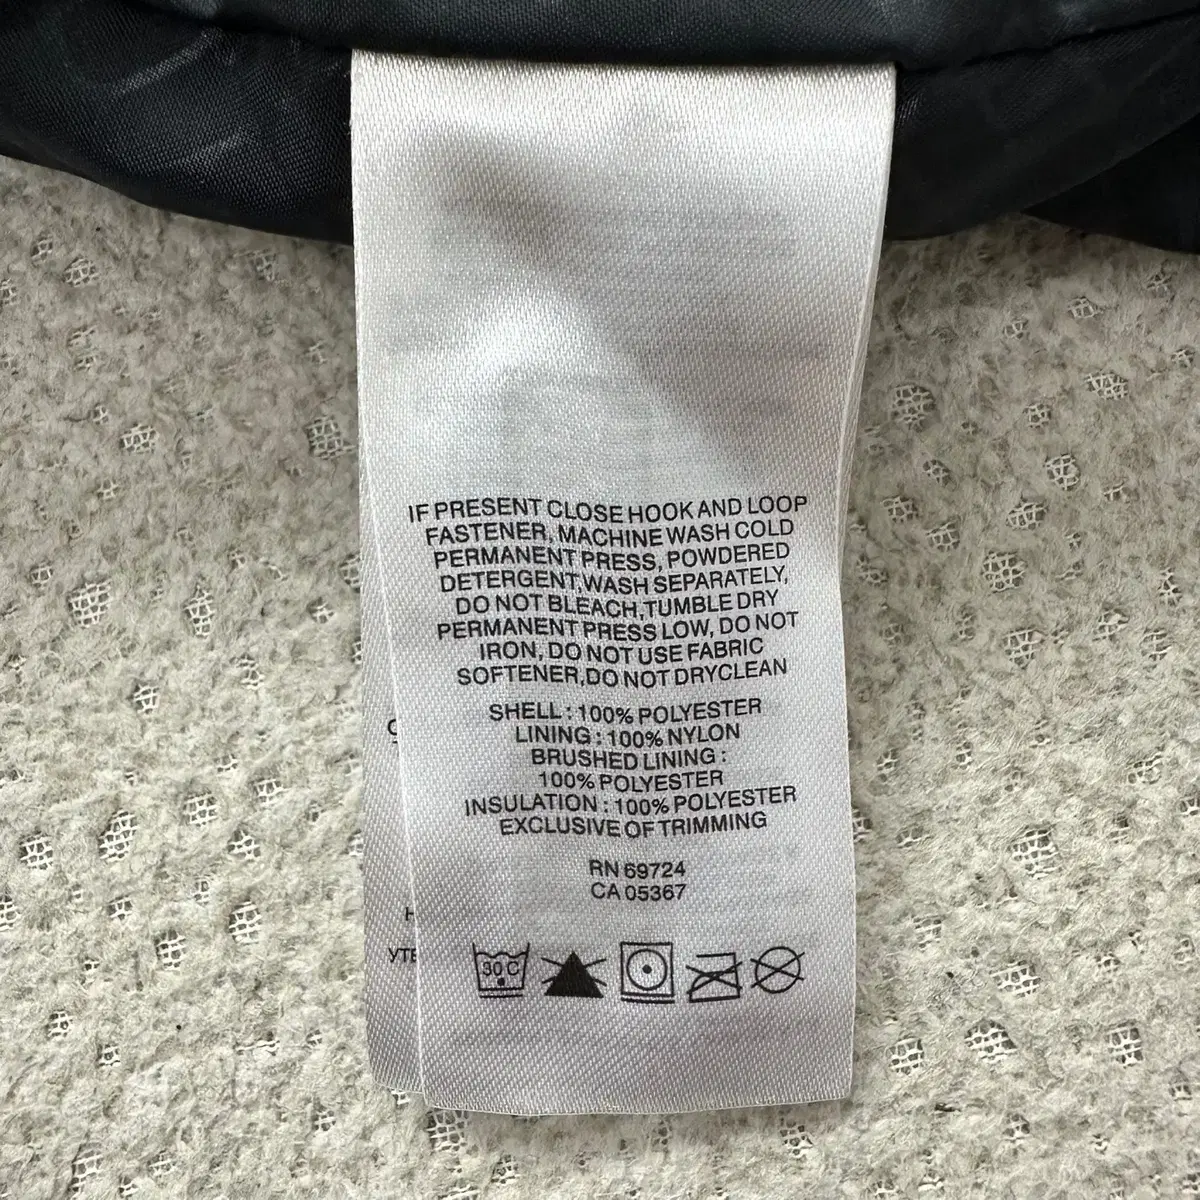 IF PRESENT CLOSE HOOK AND LOOP
FASTENER, MACHINE WASH COLD
PERMANENT PRESS, POWDERED
DETERGENT,WASH SEPARATELY,
DO NOT BLEACH,TUMBLE DRY
PERMANENT PRESS LOW, DO NOT
IRON, DO NOT USE FABRIC
SOFTENER,DO NOT DRYCLEAN
SHELL : 100% POLYESTER
LINING : 100% NYLON
BRUSHED LINING :
100% POLYESTER
INSULATION : 100% POLYESTER
EXCLUSIVE OF TRIMMING
RN 69724
CA 05367
30 C